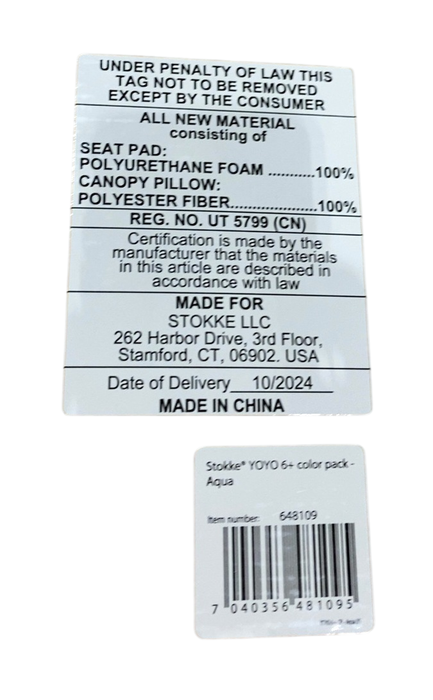 UNDER PENALTY OF LAW THIS
TAG NOT TO BE REMOVED
EXCEPT BY THE CONSUMER
ALL NEW MATERIAL
consisting of
SEAT PAD:
POLYURETHANE FOAM ...........100%
CANOPY PILLOW:
POLYESTER FIBER....................100%
REG. NO. UT 5799 (CN)
Certification is made by the
manufacturer that the materials
in this article are described in
accordance with law
MADE FOR
STOKKE LLC
262 Harbor Drive, 3rd Floor,
Stamford, CT, 06902. USA
Date of Delivery 10/2024
MADE IN CHINA
Stokke® YOYO 6+ color pack -
Aqua
Item number: 648109
7 040356 481095